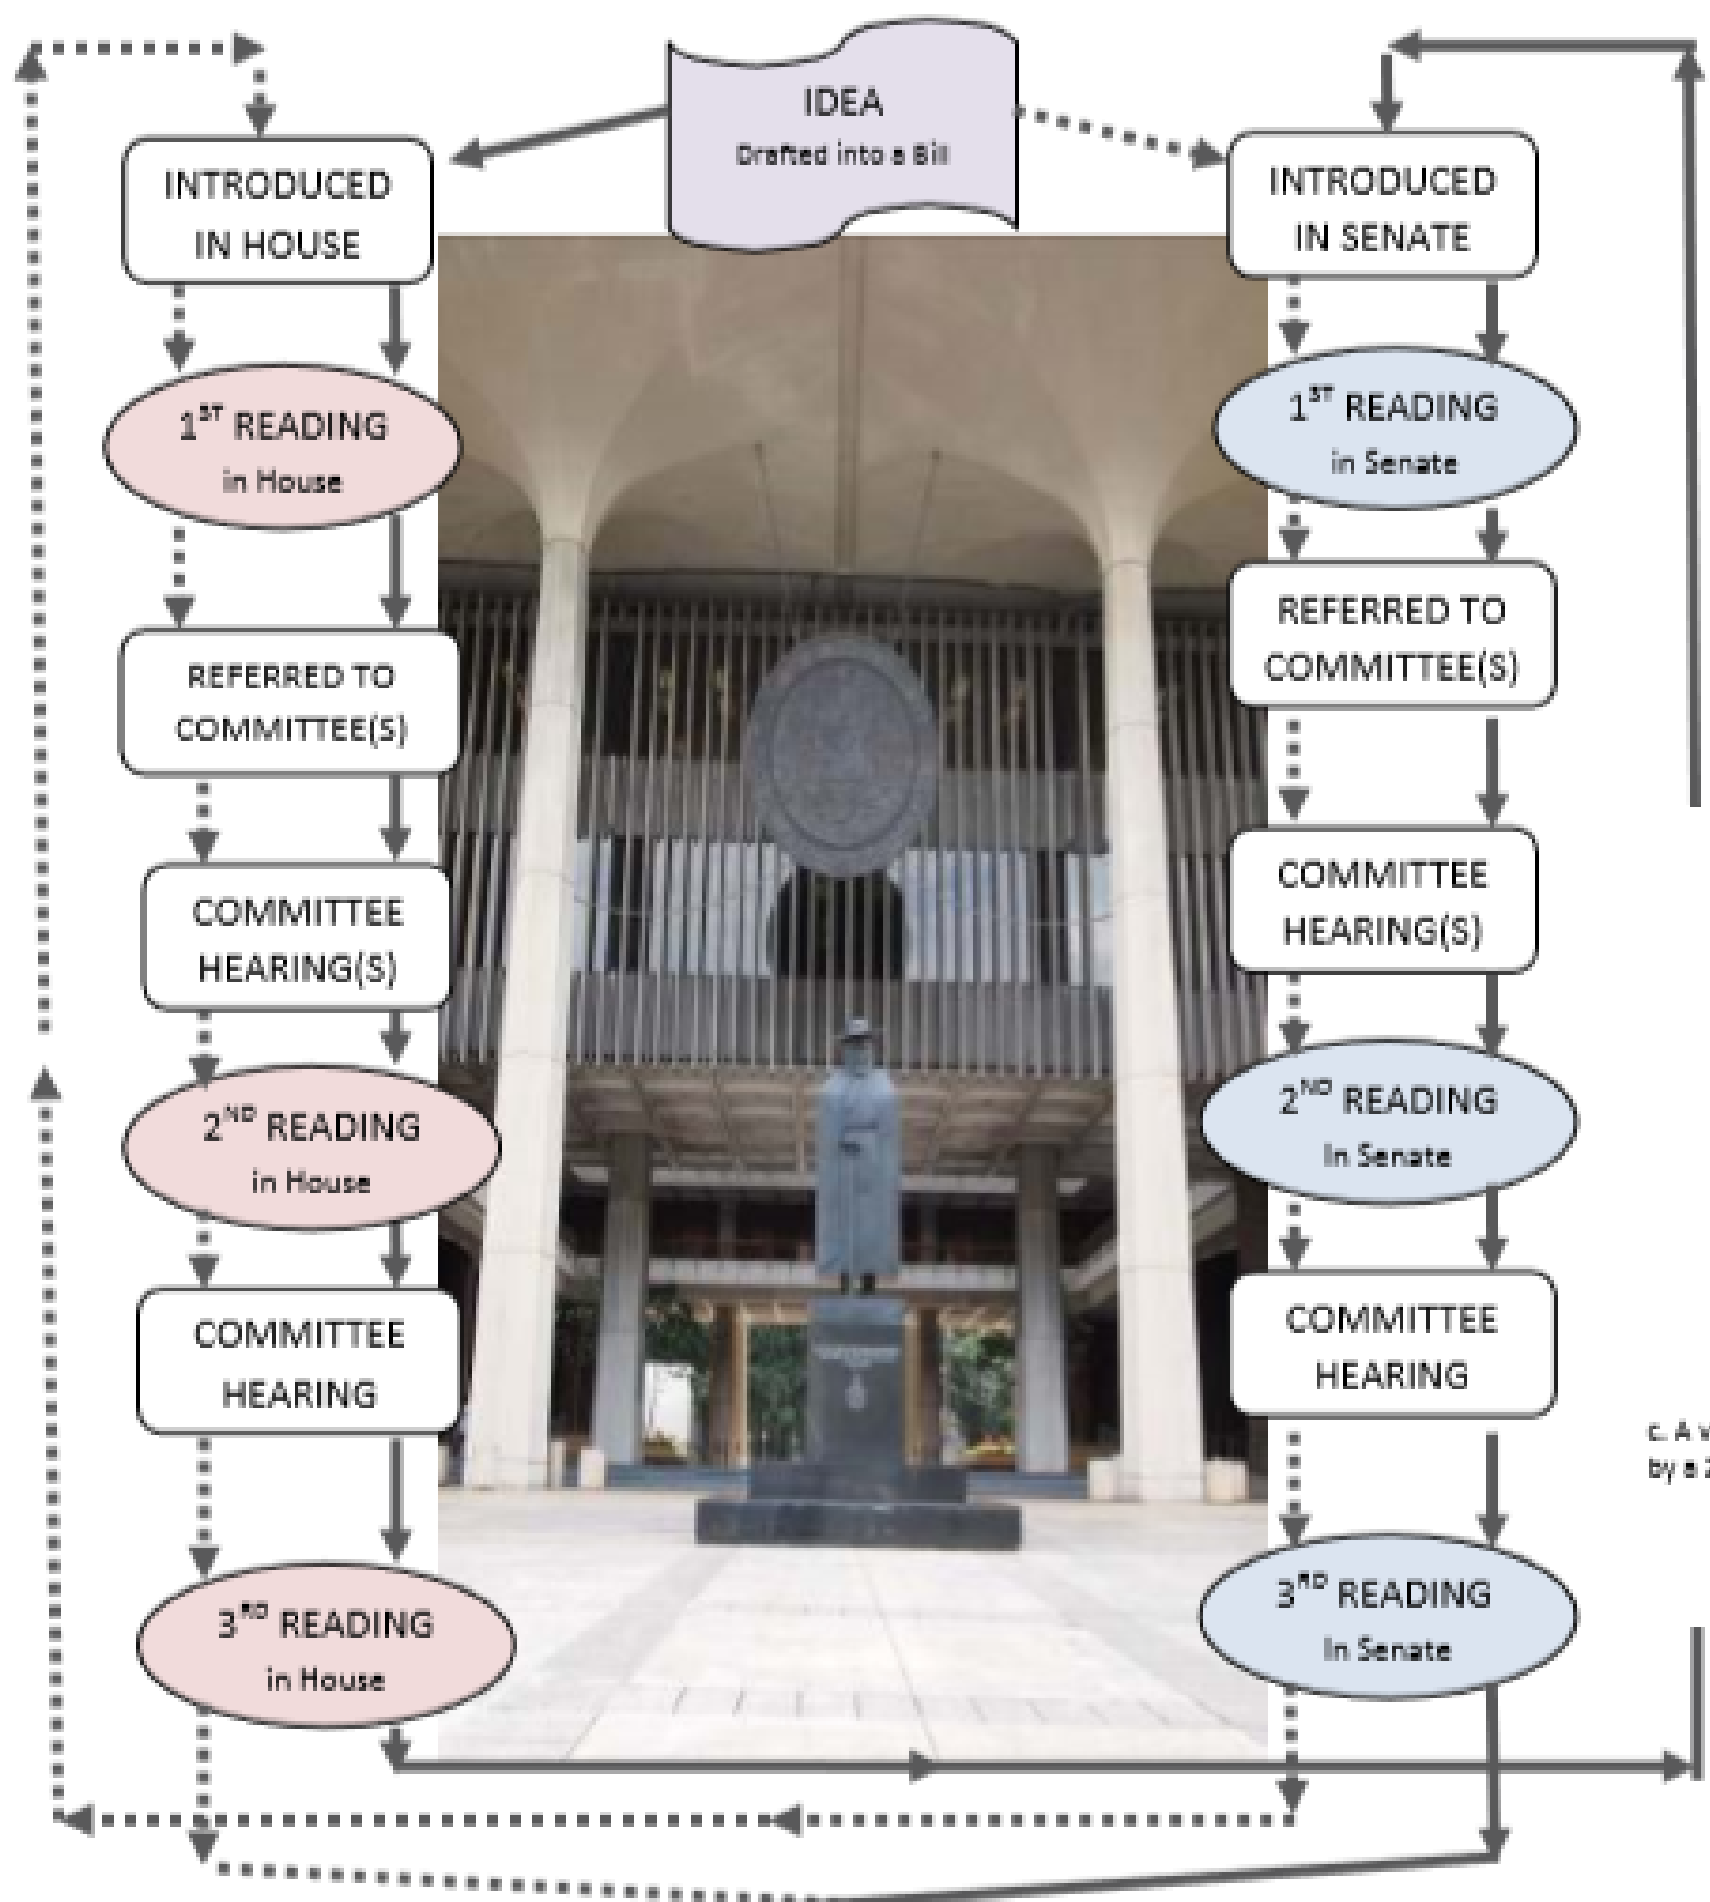 IDEA
Drafted into a Bill
INTRODUCED
IN HOUSE
1ST READING
in House
REFERRED TO
COMMITTEE(S)
COMMITTEE
HEARING(S)
2ND READING
in House
COMMITTEE
HEARING
3RD READING
in House
INTRODUCED
IN SENATE
1ST READING
in Senate
REFERRED TO
COMMITTEE(S)
COMMITTEE
HEARING(S)
2ND READING
In Senate
COMMITTEE
HEARING
3RD READING
In Senate
c. A
by a